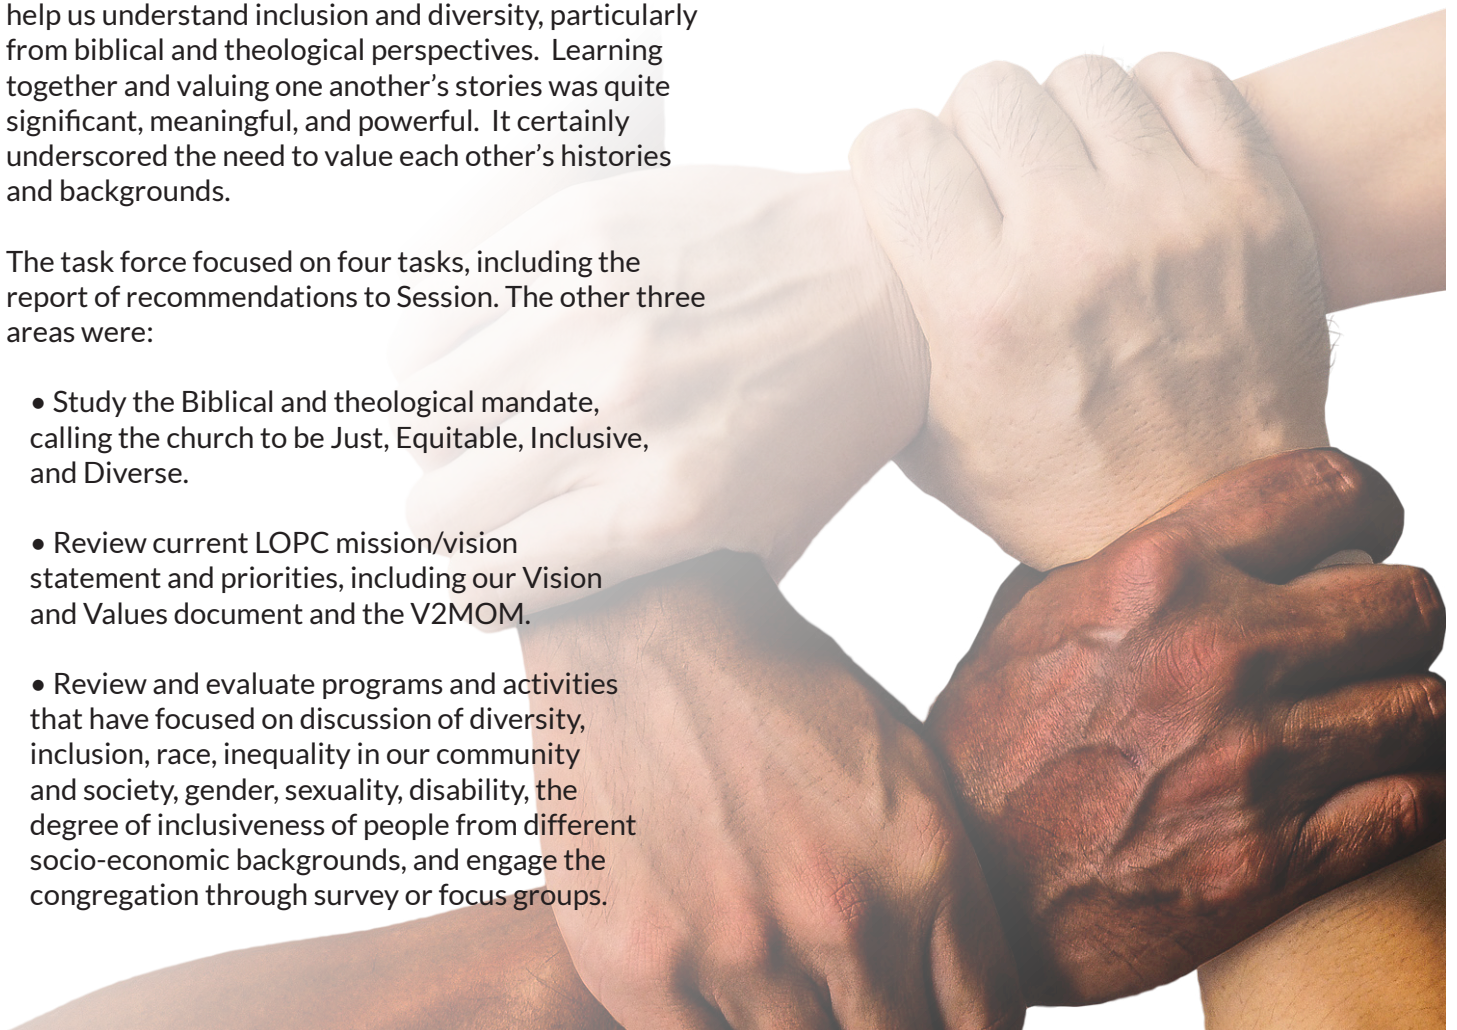 help us understand inclusion and diversity, particularly
from biblical and theological perspectives.  Learning
together and valuing one another’s stories was quite
significant, meaningful, and powerful.  It certainly
underscored the need to value each other’s histories
and backgrounds.
The task force focused on four tasks, including the
report of recommendations to Session. The other three
areas were:
• Study the Biblical and theological mandate,
calling the church to be Just, Equitable, Inclusive,
and Diverse.
• Review current LOPC mission/vision
statement and priorities, including our Vision
and Values document and the V2MOM.
• Review and evaluate programs and activities
that have focused on discussion of diversity,
inclusion, race, inequality in our community
and society, gender, sexuality, disability, the
degree of inclusiveness of people from different
socio-economic backgrounds, and engage the
congregation through survey or focus groups.